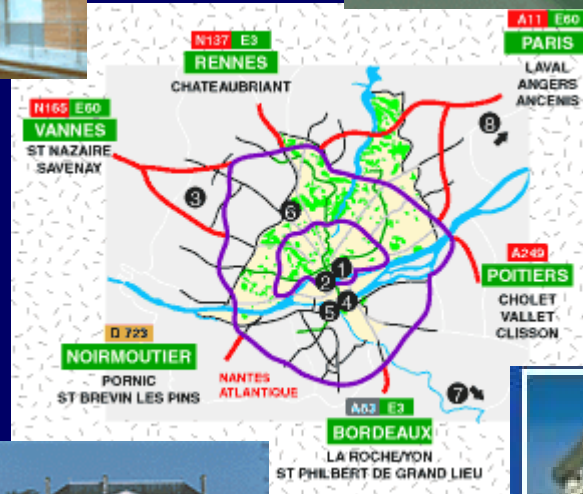 A11 E60
PARIS
LAVAL
ANGERS
ANCENIS
N137 E3
RENNES
CHATEAUBRIANT
N165 E60
VANNES
ST NAZAIRE
SAVENAY
8
3
6
1
2
4
5
A249
POITIERS
CHOLET
VALLET
CLISSON
D 723
NOIRMOUTIER
PORNIC
ST BREVIN LES PINS
NANTES
ATLANTIQUE
7
A83 E3
BORDEAUX
LA ROCHE/YON
ST PHILBERT DE GRAND LIEU